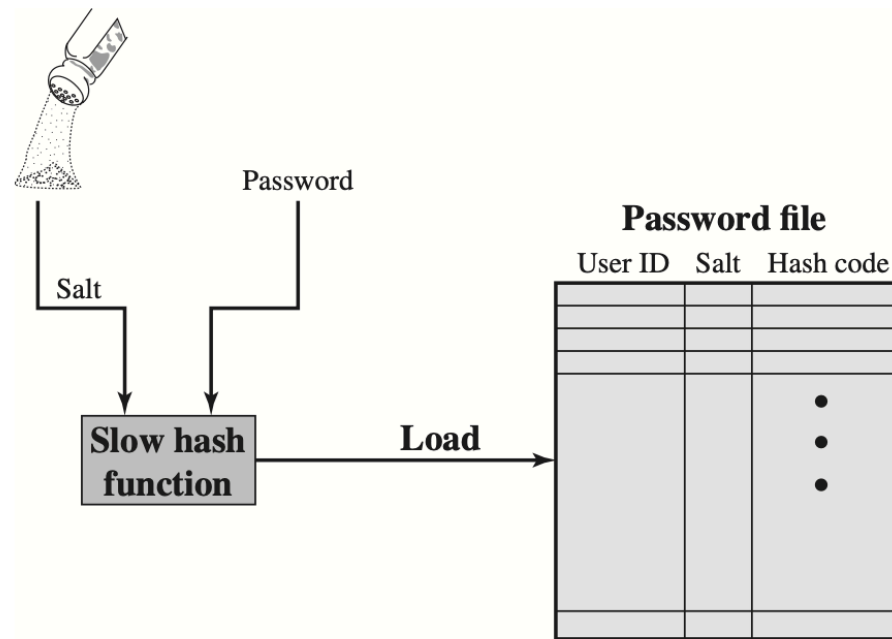 Password
Salt
Password file
User ID Salt Hash code
Slow hash
function
Load